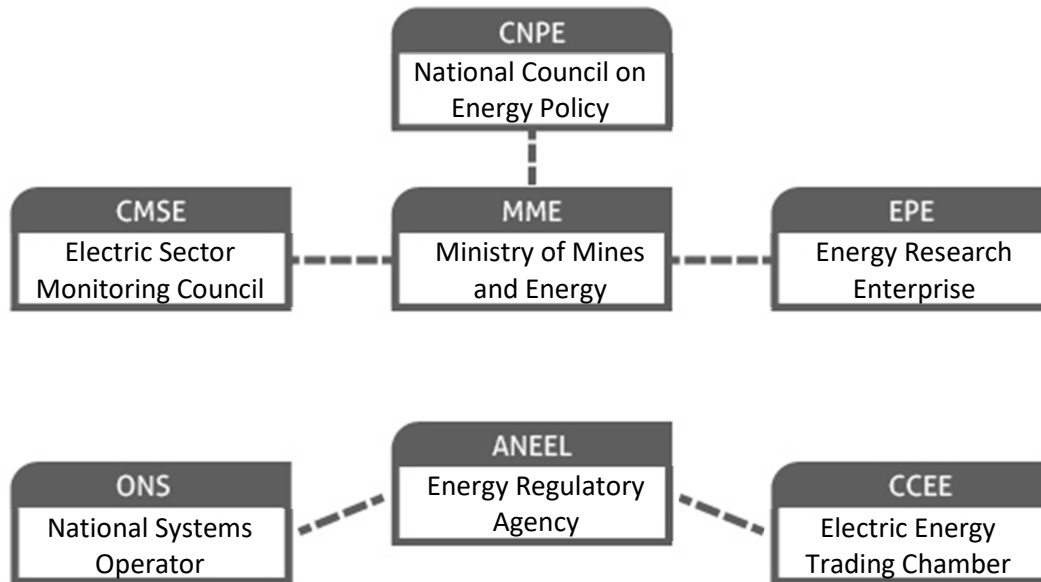 CNPE
National Council on
Energy Policy
CMSE
Electric Sector
Monitoring Council
MME
Ministry of Mines
and Energy
EPE
Energy Research
Enterprise
ONS
National Systems
Operator
ANEEL
Energy Regulatory
Agency
CCEE
Electric Energy
Trading Chamber